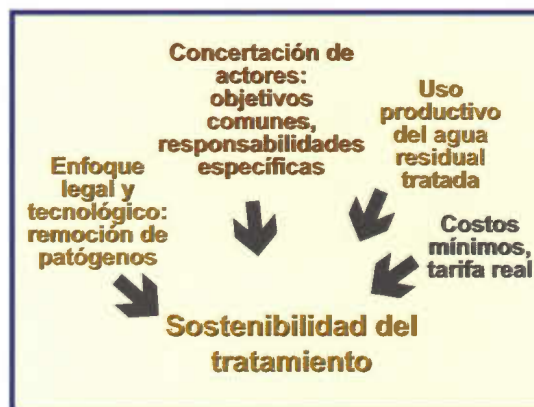 Concertación de
actores:
objetivos
comunes,
responsabilidades
específicas
Uso
productivo
del agua
residual
tratada
Enfoque
legal y
tecnológico:
remoción de
patógenos
Costos
mínimos,
tarifa real
Sostenibilidad del
tratamiento